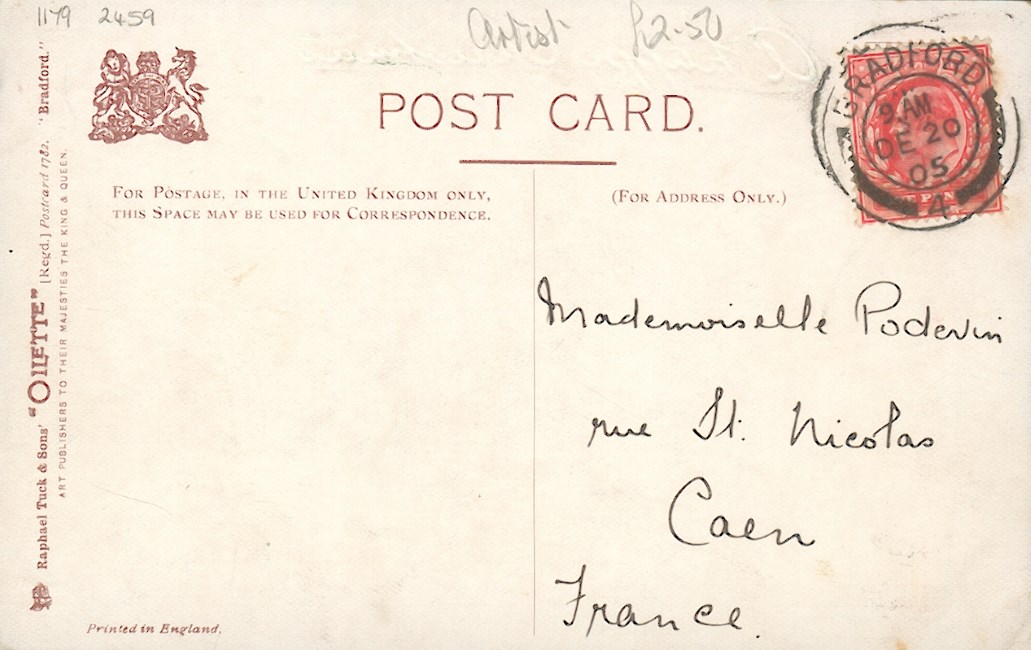 1179 2459
Artist £2-50
POST CARD.
BRADFORD
9 AM
DE 20
05
4
FOR POSTAGE, IN THE UNITED KINGDOM ONLY,
THIS SPACE MAY BE USED FOR CORRESPONDENCE.
(FOR ADDRESS ONLY.)
Mademoiselle Podevin
rue St. Nicolas
Caen
France.
Raphael Tuck & Sons' "OILETTE" [Regd.] Postcard 1782. "Bradford."
ART PUBLISHERS TO THEIR MAJESTIES THE KING & QUEEN.
Printed in England.